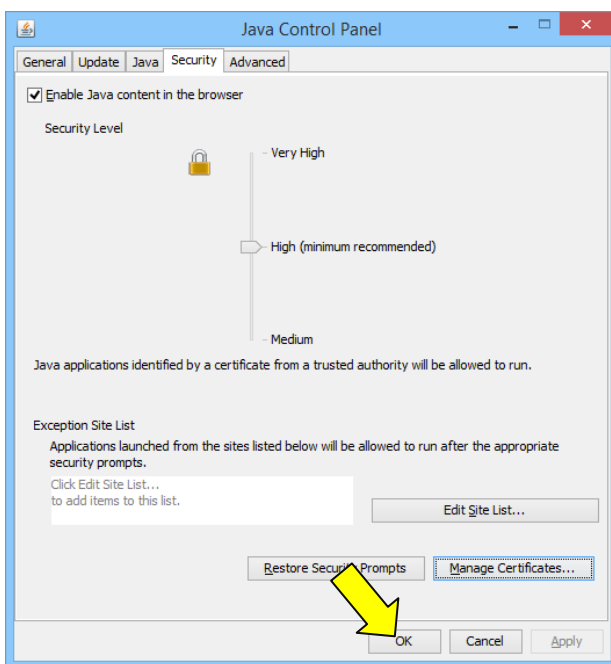 Java Control Panel
General Update Java Security Advanced
Enable Java content in the browser
Security Level
Very High
High (minimum recommended)
Medium
Java applications identified by a certificate from a trusted authority will be allowed to run.
Exception Site List
Applications launched from the sites listed below will be allowed to run after the appropriate
security prompts.
Click Edit Site List...
to add items to this list.
Edit Site List...
Restore Security Prompts Manage Certificates...
OK Cancel Apply